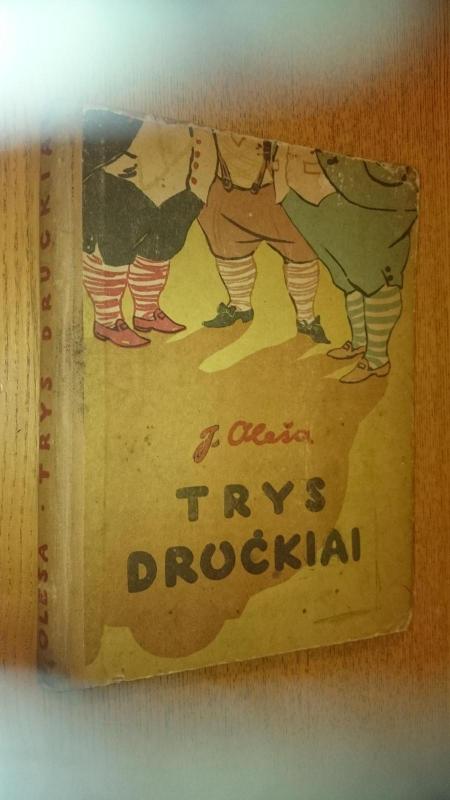 J. Oleša
TRYS
DRUČKIAI
OLEŠA · TRYS DRUČKIAI